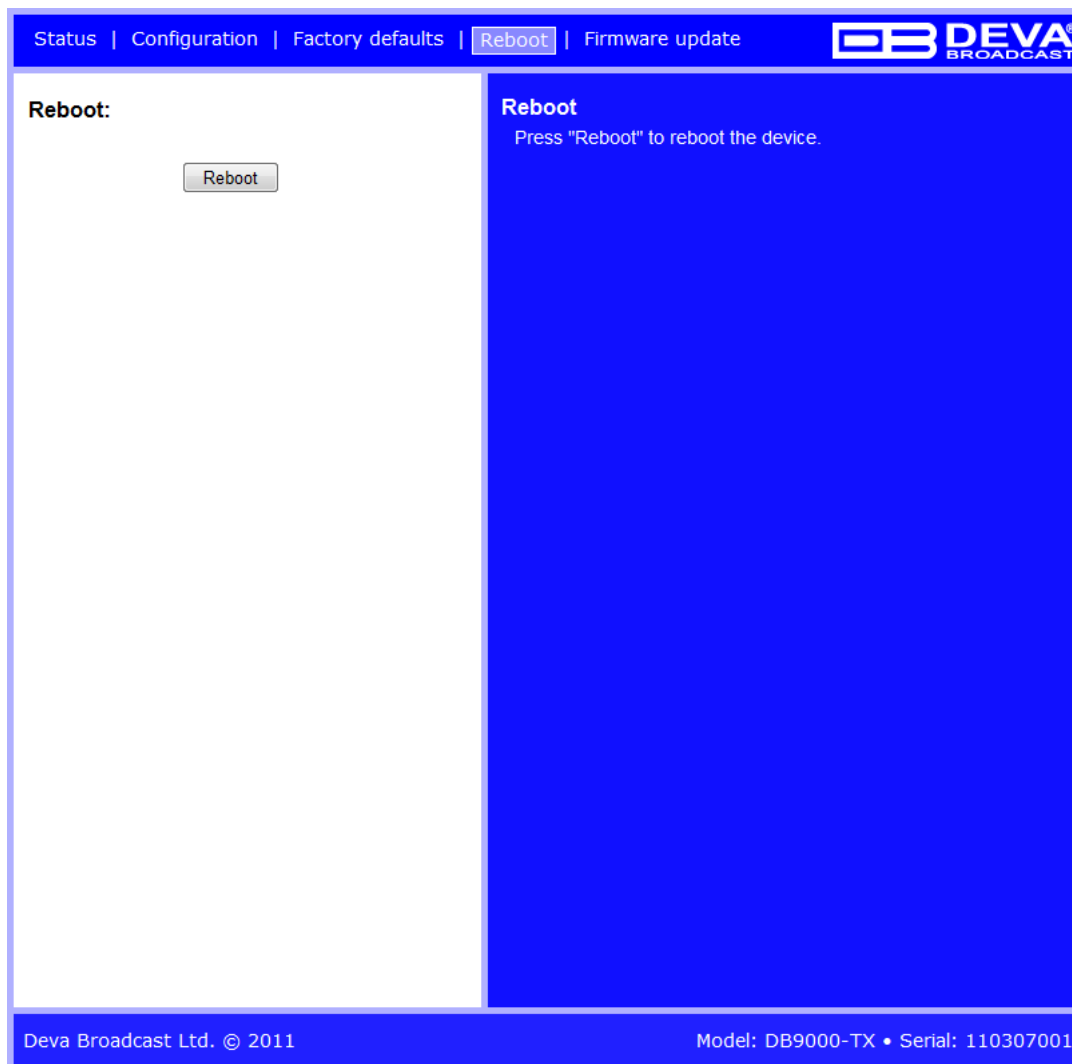 Status | Configuration | Factory defaults | Reboot | Firmware update
DEVA®
BROADCAST
Reboot:
Reboot
Reboot
Press "Reboot" to reboot the device.
Deva Broadcast Ltd. © 2011
Model: DB9000-TX • Serial: 110307001